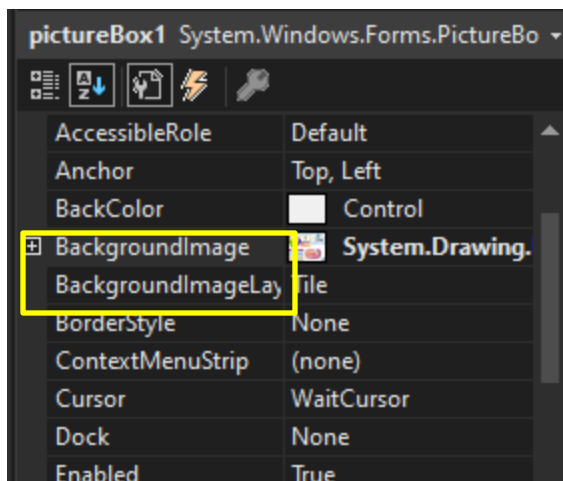 pictureBox1 System.Windows.Forms.PictureBo
AccessibleRole Default
Anchor Top, Left
BackColor Control
BackgroundImage System.Drawing.
BackgroundImageLay Tile
BorderStyle None
ContextMenuStrip (none)
Cursor WaitCursor
Dock None
Enabled True